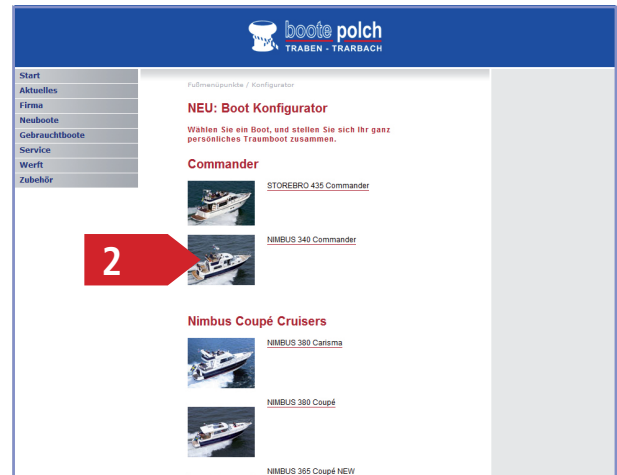 boote polch
TRABEN - TRARBACH
Start
Aktuelles
Firma
Neuboote
Gebrauchtboote
Service
Werft
Zubehör
Fußmenüpunkte / Konfigurator
NEU: Boot Konfigurator
Wählen Sie ein Boot, und stellen Sie sich Ihr ganz
persönliches Traumboot zusammen.
Commander
STOREBRO 435 Commander
NIMBUS 340 Commander
2
Nimbus Coupé Cruisers
NIMBUS 380 Carisma
NIMBUS 380 Coupé
NIMBUS 365 Coupé NEW